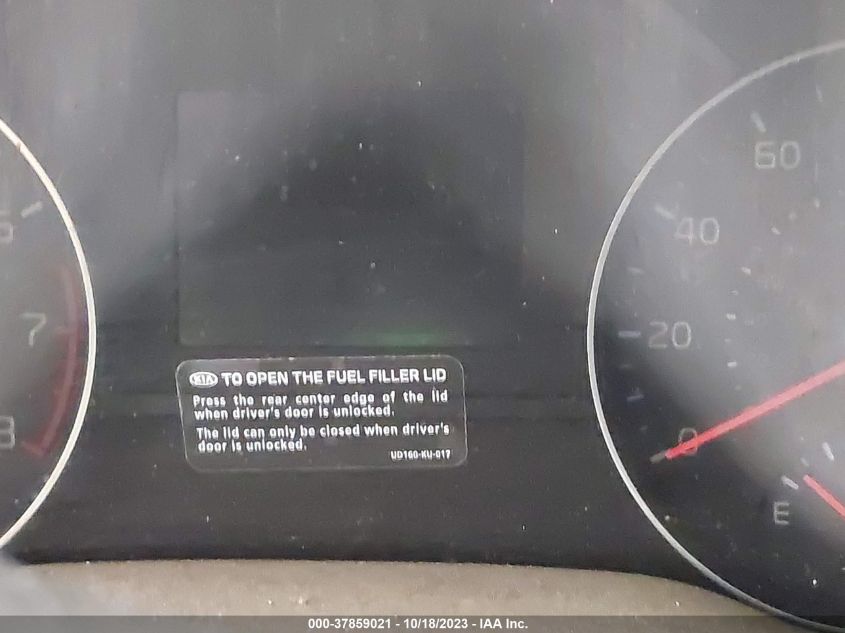 60
6
40
7
20
KIA TO OPEN THE FUEL FILLER LID
Press the rear center edge of the lid
when driver's door is unlocked.
The lid can only be closed when driver's
door is unlocked.
UD160-KU-017
8
0
E
000-37859021 - 10/18/2023 - IAA Inc.